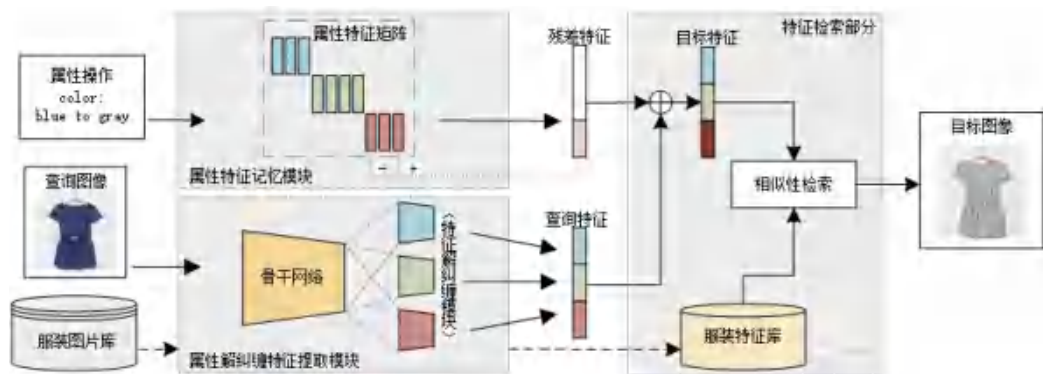 属性特征矩阵
残差特征
目标特征
特征检索部分
属性操作
color:
blue to gray
- +
属性特征记忆模块
目标图像
查询图像
相似性检索
查询特征
骨干网络
(特征解纠缠模块)
服装图片库
服装特征库
属性解纠缠特征提取模块